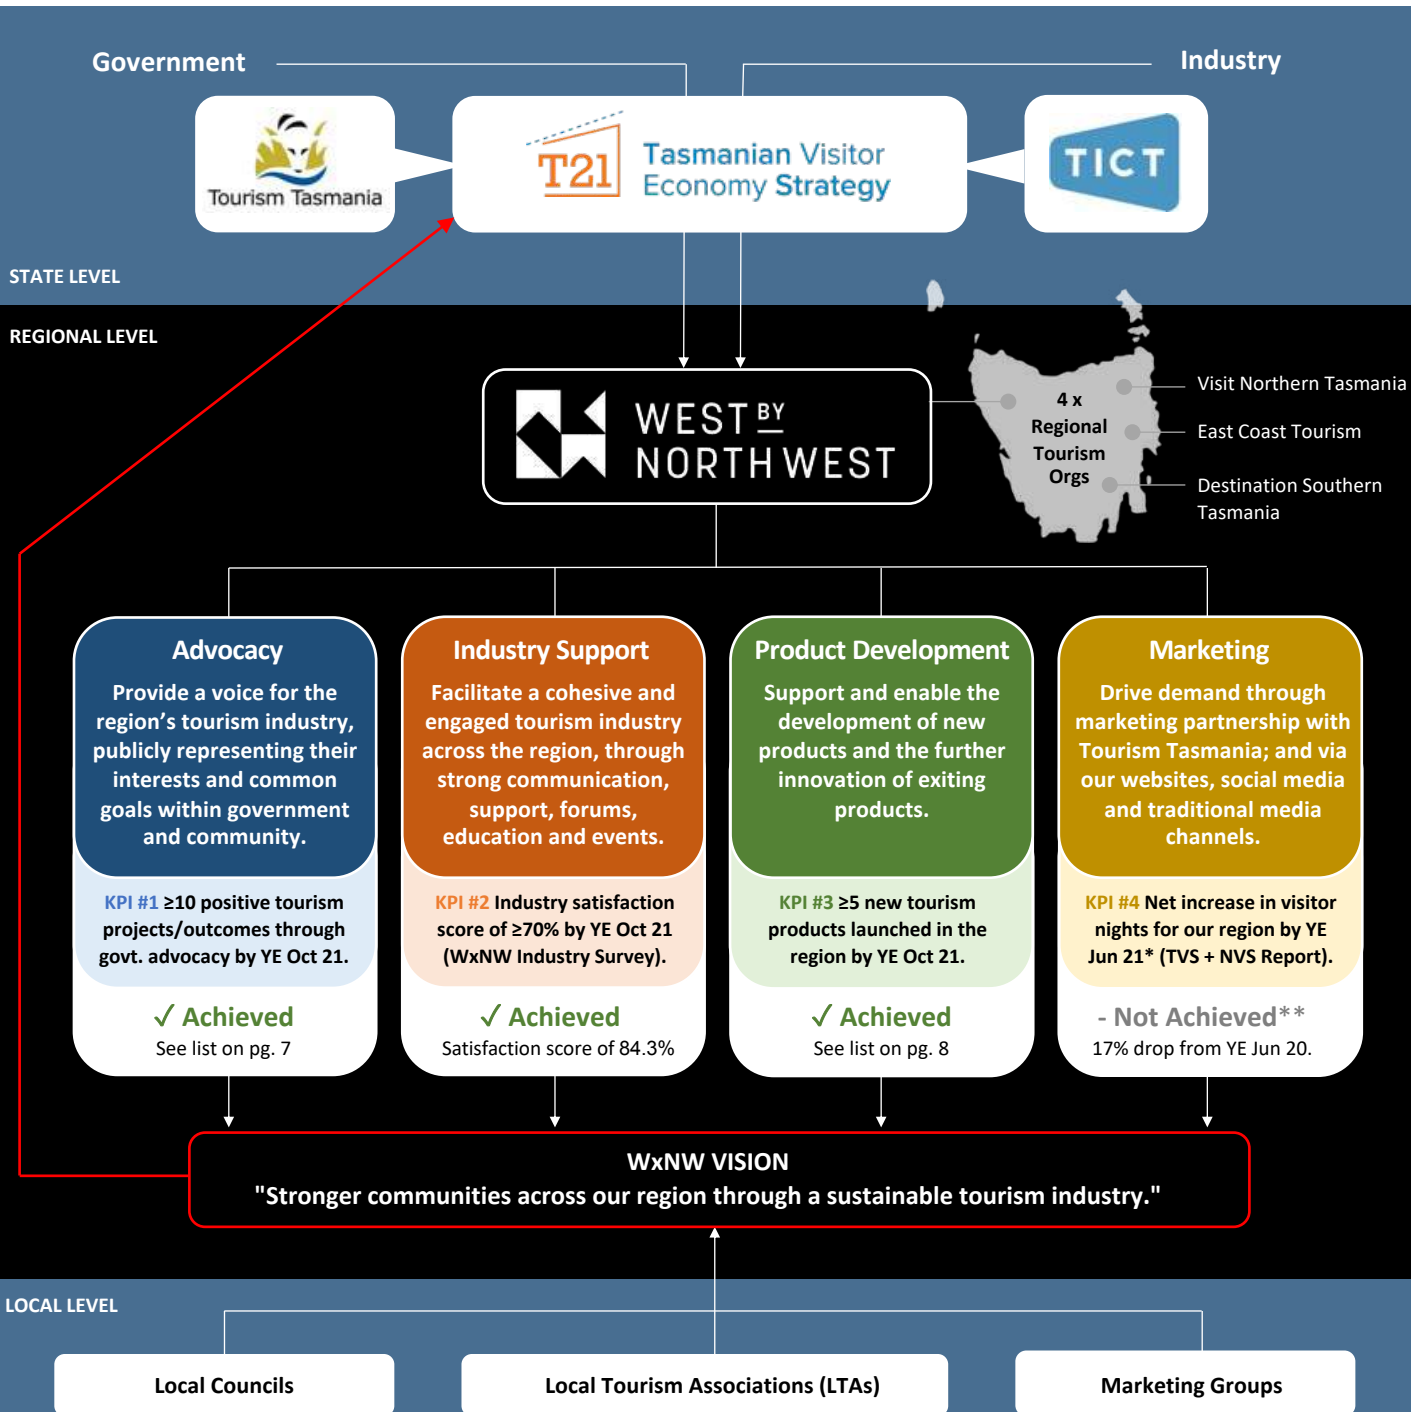 Government
Industry
Tourism Tasmania
T21
Tasmanian Visitor
Economy Strategy
TICT
STATE LEVEL
REGIONAL LEVEL
WEST BY
NORTHWEST
4 x
Regional
Tourism
Orgs
Visit Northern Tasmania
East Coast Tourism
Destination Southern
Tasmania
Advocacy
Provide a voice for the
region's tourism industry,
publicly representing their
interests and common
goals within government
and community.
KPI #1 ≥10 positive tourism
projects/outcomes through
govt. advocacy by YE Oct 21.
✓ Achieved
See list on pg. 7
Industry Support
Facilitate a cohesive and
engaged tourism industry
across the region, through
strong communication,
support, forums,
education and events.
KPI #2 Industry satisfaction
score of ≥70% by YE Oct 21
(WxNW Industry Survey).
✓ Achieved
Satisfaction score of 84.3%
Product Development
Support and enable the
development of new
products and the further
innovation of exiting
products.
KPI #3 ≥5 new tourism
products launched in the
region by YE Oct 21.
✓ Achieved
See list on pg. 8
Marketing
Drive demand through
marketing partnership with
Tourism Tasmania; and via
our websites, social media
and traditional media
channels.
KPI #4 Net increase in visitor
nights for our region by YE
Jun 21* (TVS + NVS Report).
- Not Achieved**
17% drop from YE Jun 20.
WxNW VISION
"Stronger communities across our region through a sustainable tourism industry."
LOCAL LEVEL
Local Councils
Local Tourism Associations (LTAs)
Marketing Groups